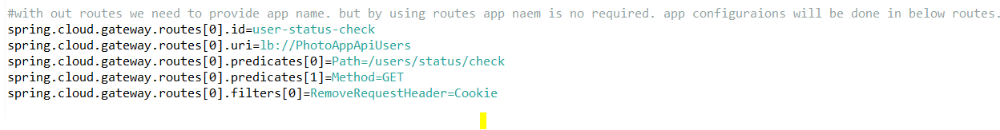 #with out routes we need to provide app name. but by using routes app naem is no required. app configuraions will be done in below routes.
spring.cloud.gateway.routes[0].id=user-status-check
spring.cloud.gateway.routes[0].uri=lb://PhotoAppApiUsers
spring.cloud.gateway.routes[0].predicates[0]=Path=/users/status/check
spring.cloud.gateway.routes[0].predicates[1]=Method=GET
spring.cloud.gateway.routes[0].filters[0]=RemoveRequestHeader=Cookie